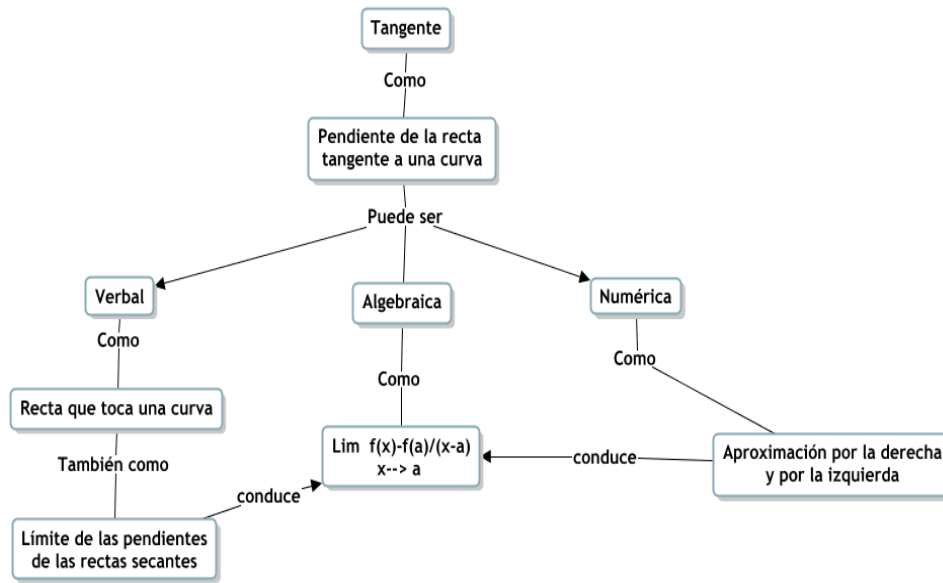 Tangente
Como
Pendiente de la recta
tangente a una curva
Puede ser
Verbal
Algebraica
Numérica
Como
Como
Como
Recta que toca una curva
Lim f(x)-f(a)/(x-a)
x--> a
Aproximación por la derecha
y por la izquierda
También como
conduce
conduce
Límite de las pendientes
de las rectas secantes